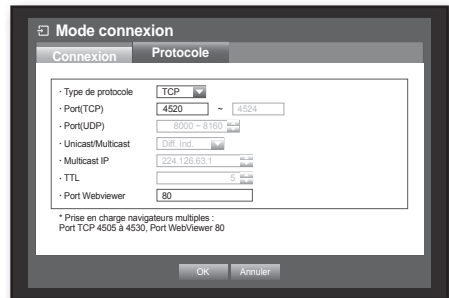 Mode connexion
Connexion Protocole
· Type de protocole TCP
· Port(TCP) 4520 ~ 4524
· Port(UDP) 8000 ~ 8160
· Unicast/Multicast Diff. Ind.
· Multicast IP 224.126.63.1
· TTL 5
· Port Webviewer 80
* Prise en charge navigateurs multiples :
Port TCP 4505 à 4530, Port WebViewer 80
OK Annuler